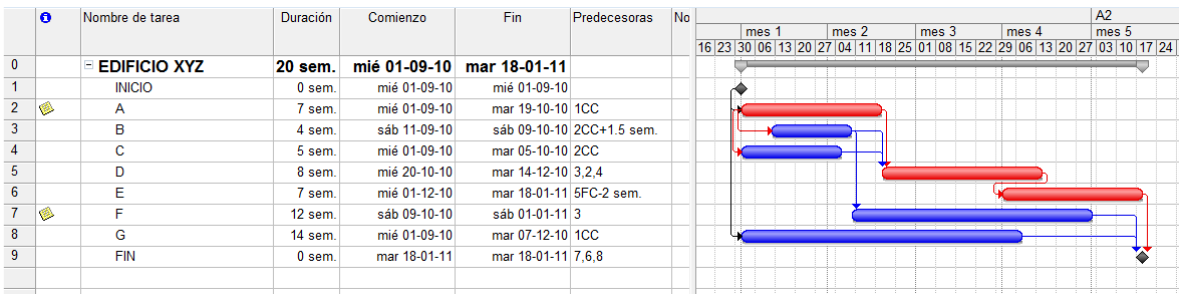 Nombre de tarea Duración Comienzo Fin Predecesoras No A2
mes 1 mes 2 mes 3 mes 4 mes 5
16 23 30 06 13 20 27 04 11 18 25 01 08 15 22 29 06 13 20 27 03 10 17 24
0 EDIFICIO XYZ 20 sem. mié 01-09-10 mar 18-01-11
1 INICIO 0 sem. mié 01-09-10 mié 01-09-10
2 A 7 sem. mié 01-09-10 mar 19-10-10 1CC
3 B 4 sem. sáb 11-09-10 sáb 09-10-10 2CC+1.5 sem.
4 C 5 sem. mié 01-09-10 mar 05-10-10 2CC
5 D 8 sem. mié 20-10-10 mar 14-12-10 3,2,4
6 E 7 sem. mié 01-12-10 mar 18-01-11 5FC-2 sem.
7 F 12 sem. sáb 09-10-10 sáb 01-01-11 3
8 G 14 sem. mié 01-09-10 mar 07-12-10 1CC
9 FIN 0 sem. mar 18-01-11 mar 18-01-11 7,6,8